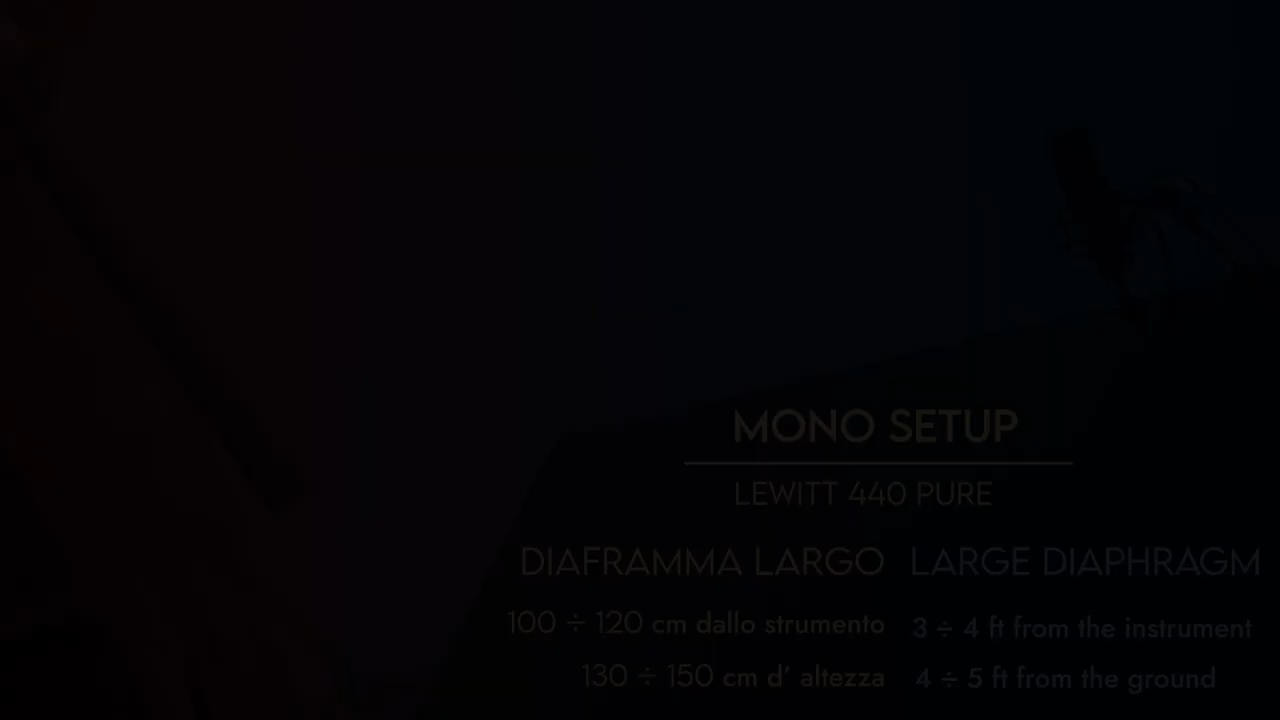 MONO SETUP
LEWITT 440 PURE
DIAFRAMMA LARGO LARGE DIAPHRAGM
100 ÷ 120 cm dallo strumento 3 ÷ 4 ft from the instrument
130 ÷ 150 cm d' altezza 4 ÷ 5 ft from the ground